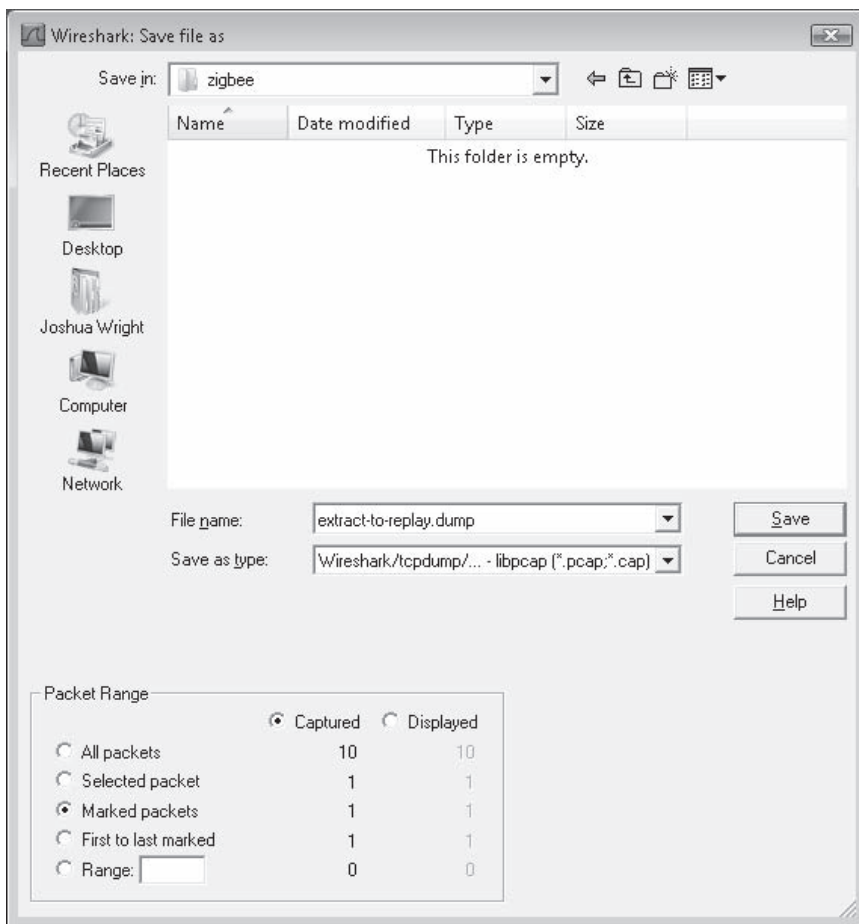 Wireshark: Save file as
Save in: zigbee
Name Date modified Type Size
This folder is empty.
Recent Places
Desktop
Joshua Wright
Computer
Network
File name: extract-to-replay.dump Save
Save as type: Wireshark/tcpdump/... - libpcap (*.pcap;*.cap) Cancel
Help
Packet Range
Captured Displayed
All packets 10 10
Selected packet 1 1
Marked packets 1 1
First to last marked 1 1
Range: 0 0